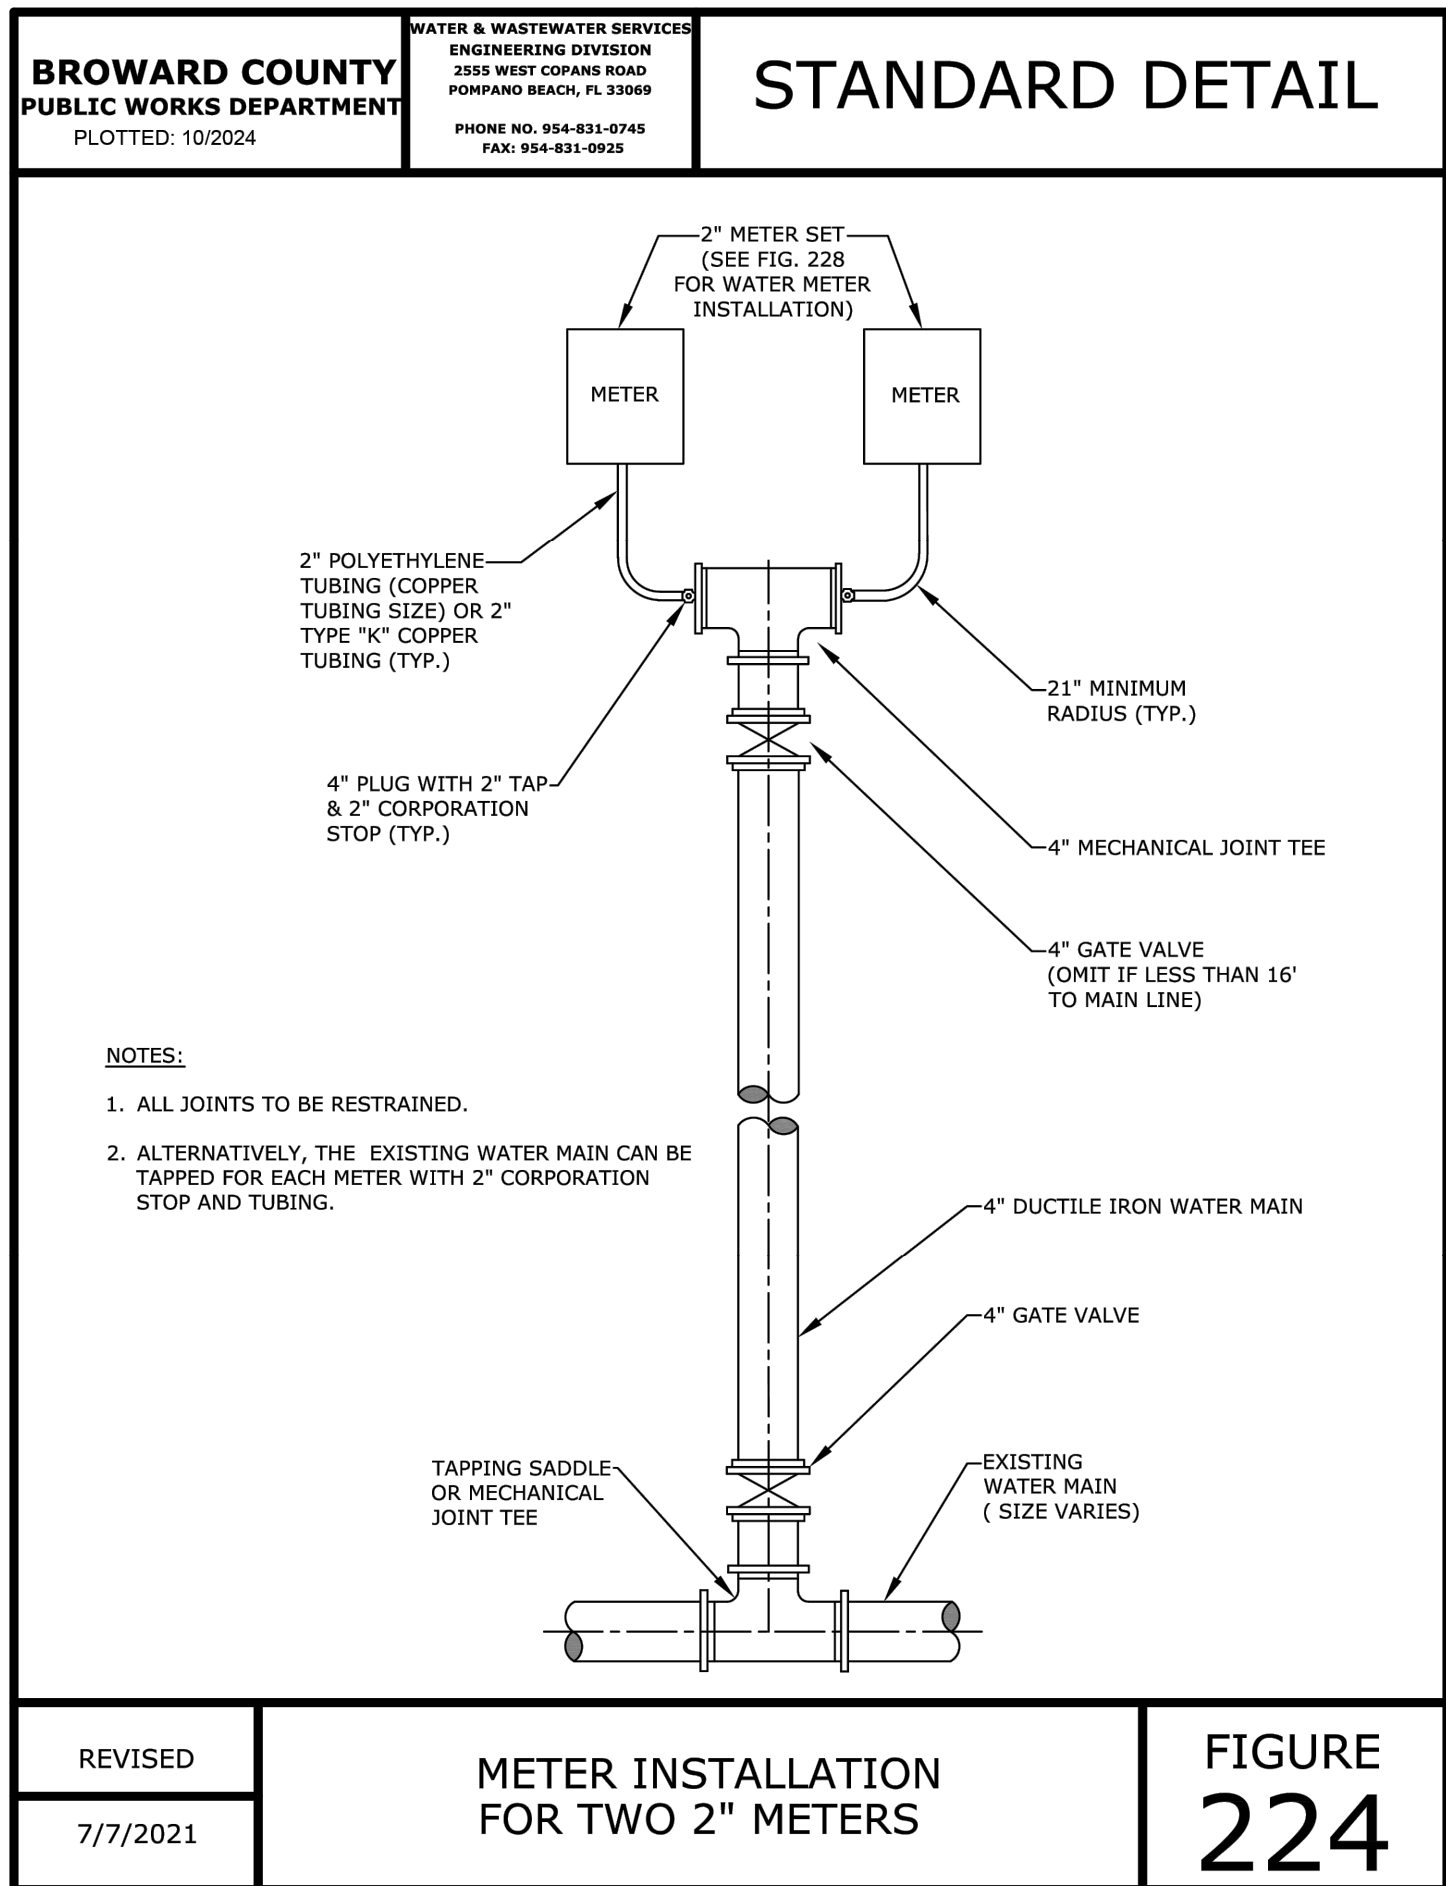 BROWARD COUNTY
PUBLIC WORKS DEPARTMENT
PLOTTED: 10/2024
WATER & WASTEWATER SERVICES
ENGINEERING DIVISION
2555 WEST COPANS ROAD
POMPANO BEACH, FL 33069
PHONE NO. 954-831-0745
FAX: 954-831-0925
STANDARD DETAIL
2" METER SET
(SEE FIG. 228
FOR WATER METER
INSTALLATION)
METER
METER
2" POLYETHYLENE
TUBING (COPPER
TUBING SIZE) OR 2"
TYPE "K" COPPER
TUBING (TYP.)
21" MINIMUM
RADIUS (TYP.)
4" PLUG WITH 2" TAP
& 2" CORPORATION
STOP (TYP.)
4" MECHANICAL JOINT TEE
4" GATE VALVE
(OMIT IF LESS THAN 16'
TO MAIN LINE)
NOTES:
1. ALL JOINTS TO BE RESTRAINED.
2. ALTERNATIVELY, THE EXISTING WATER MAIN CAN BE
TAPPED FOR EACH METER WITH 2" CORPORATION
STOP AND TUBING.
4" DUCTILE IRON WATER MAIN
4" GATE VALVE
TAPPING SADDLE
OR MECHANICAL
JOINT TEE
EXISTING
WATER MAIN
( SIZE VARIES)
REVISED
7/7/2021
METER INSTALLATION
FOR TWO 2" METERS
FIGURE
224